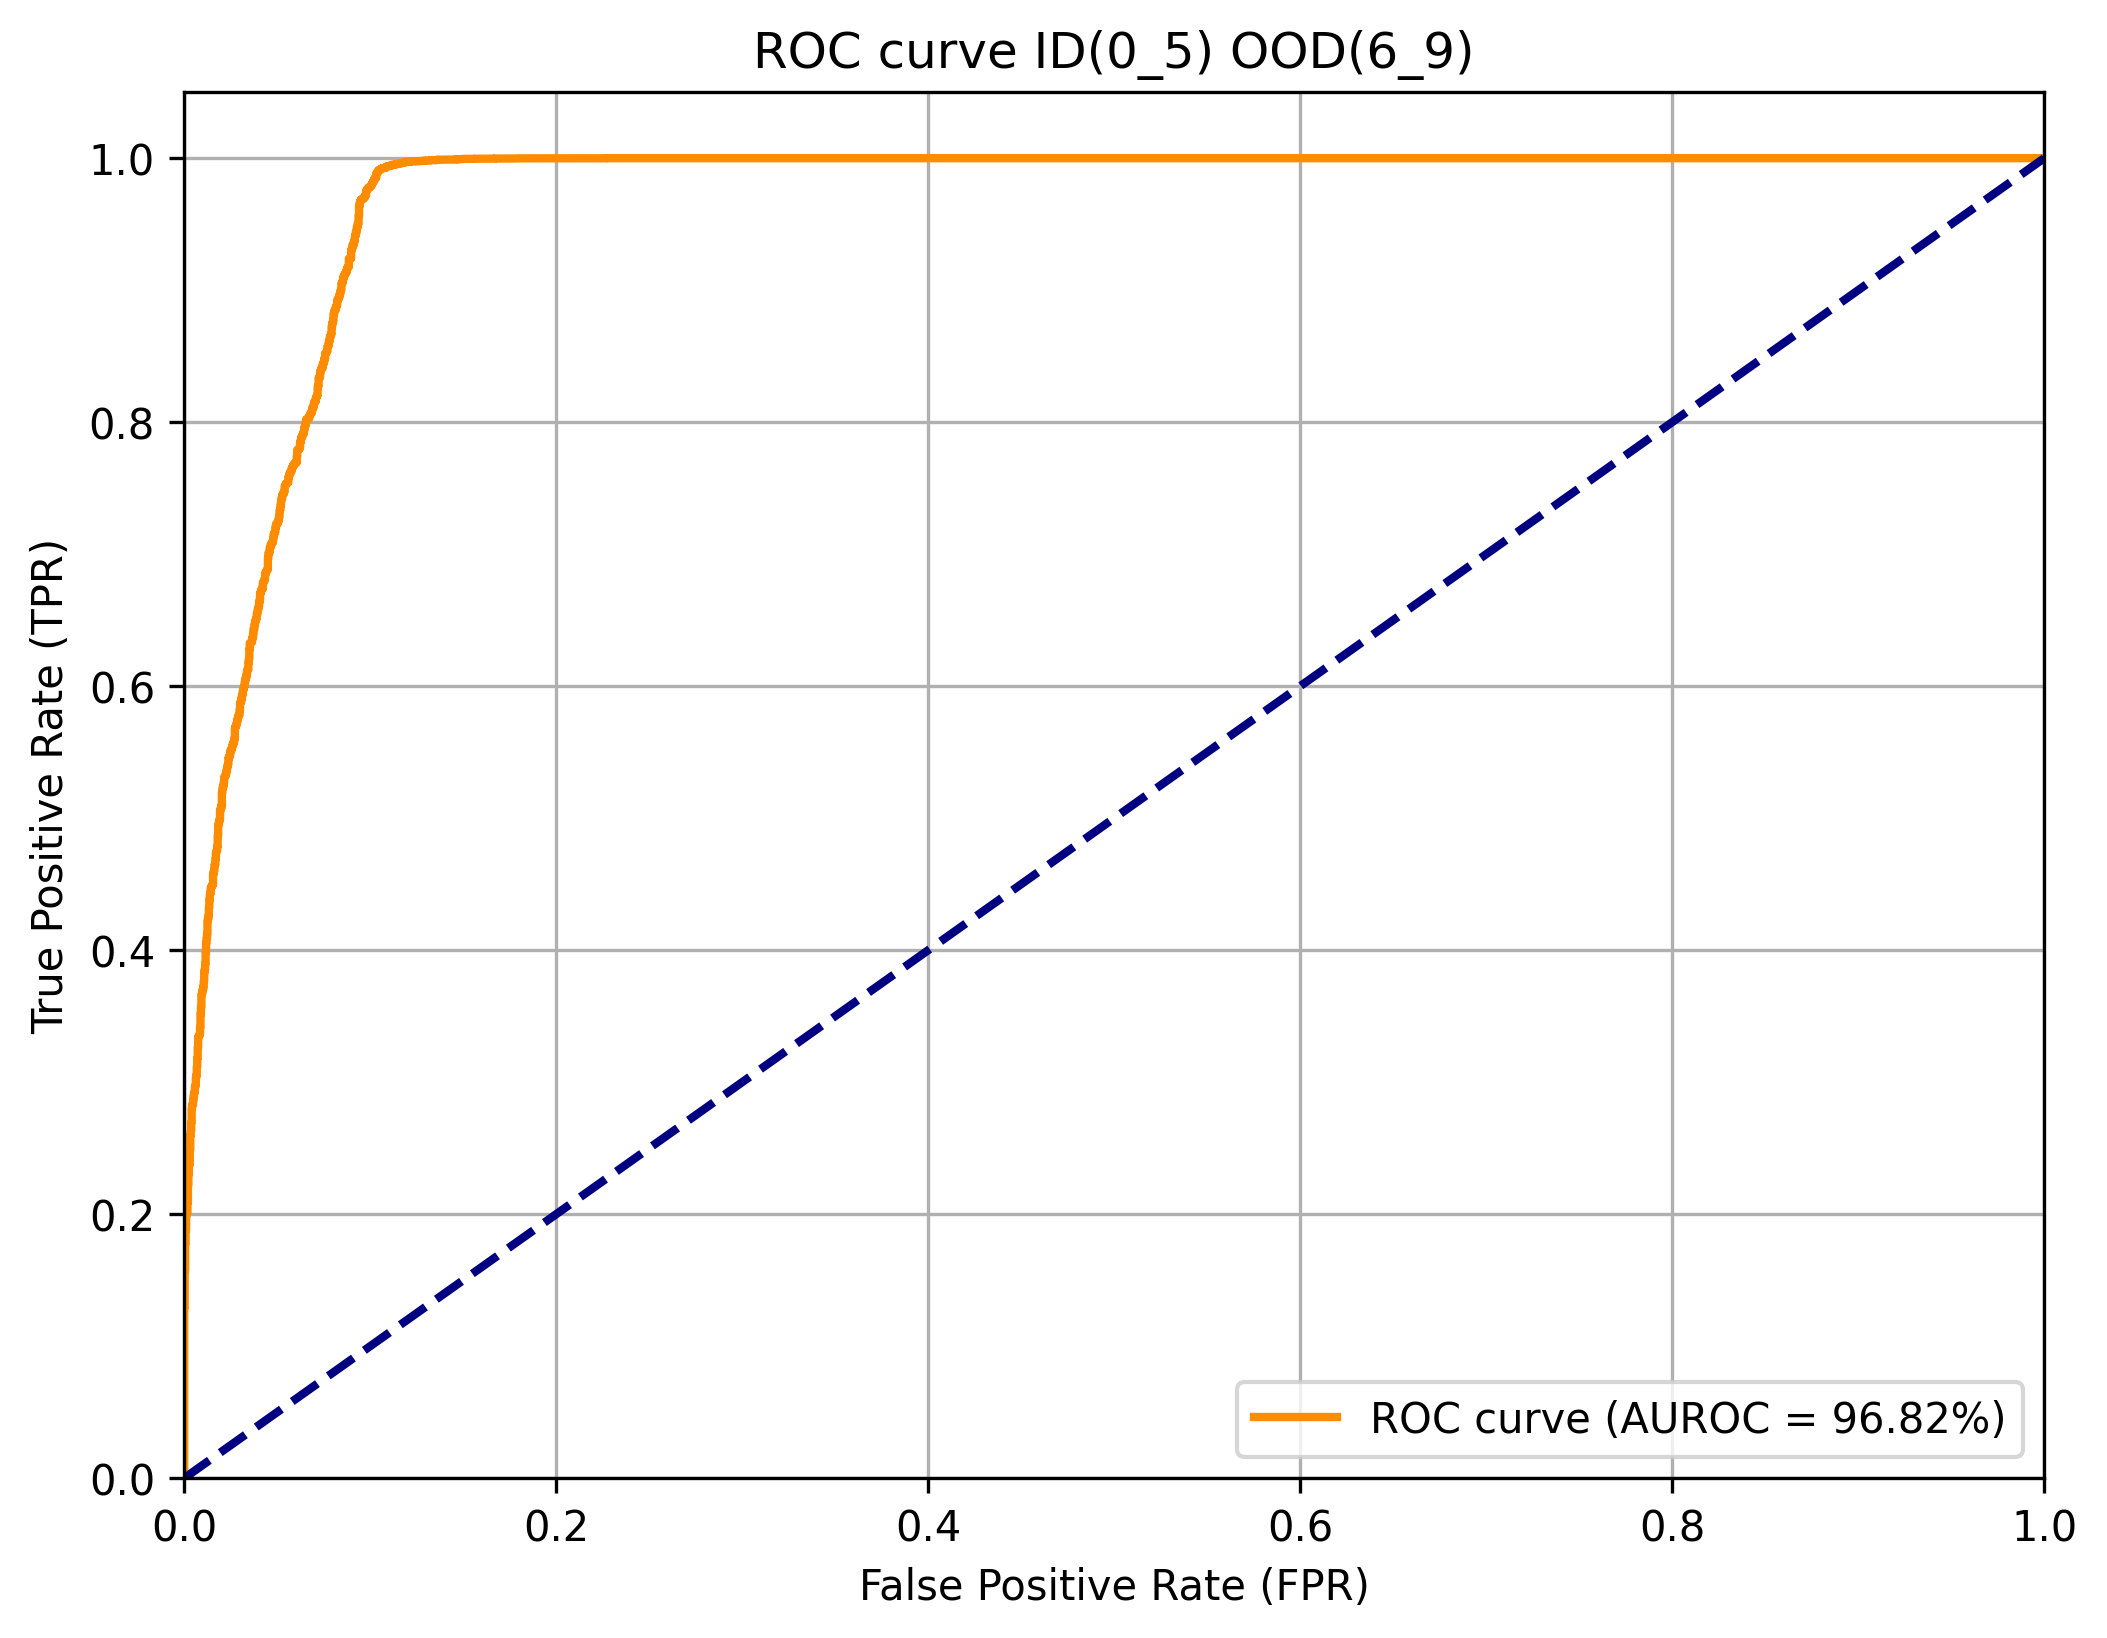 ROC curve ID(0_5) OOD(6_9)
True Positive Rate (TPR)
1.0
0.8
0.6
0.4
0.2
0.0
0.0 0.2 0.4 0.6 0.8 1.0
False Positive Rate (FPR)
ROC curve (AUROC = 96.82%)